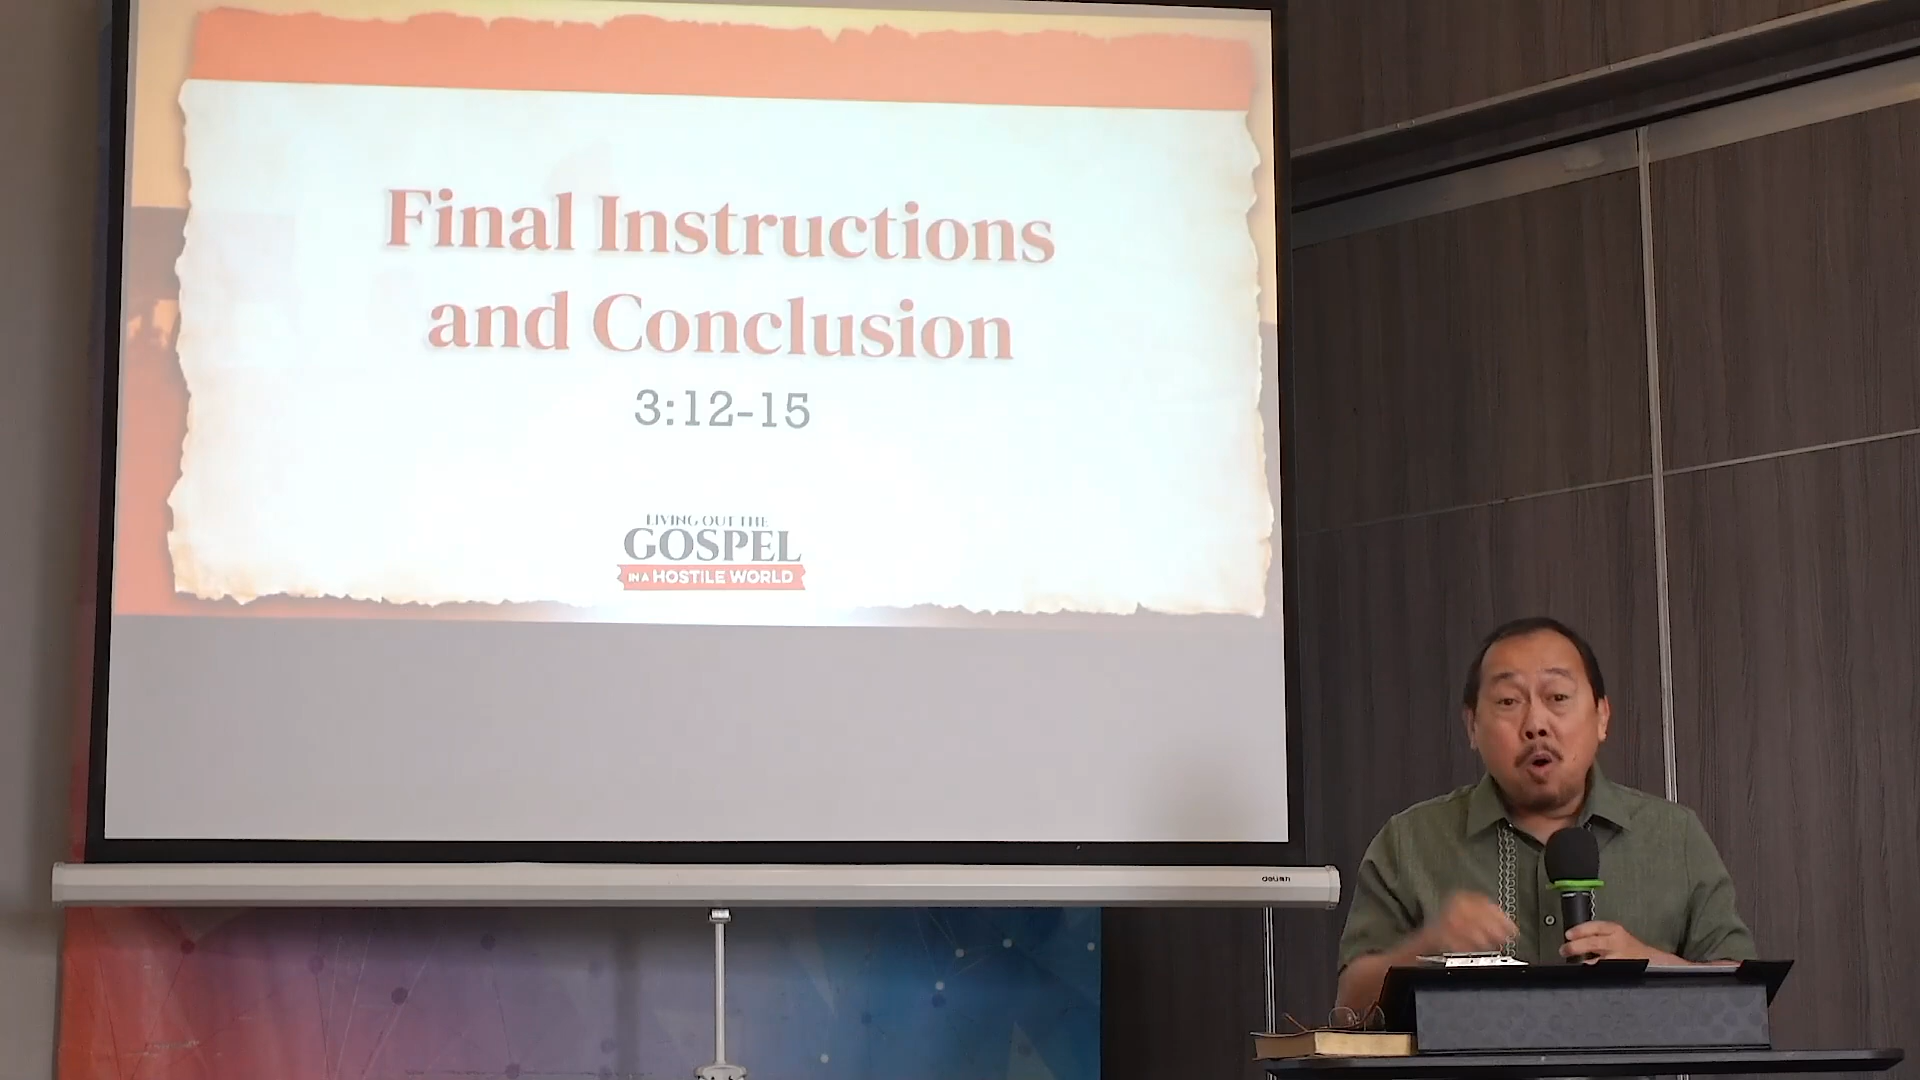 Final Instructions
and Conclusion
3:12-15
LIVING OUT THE
GOSPEL
IN A HOSTILE WORLD